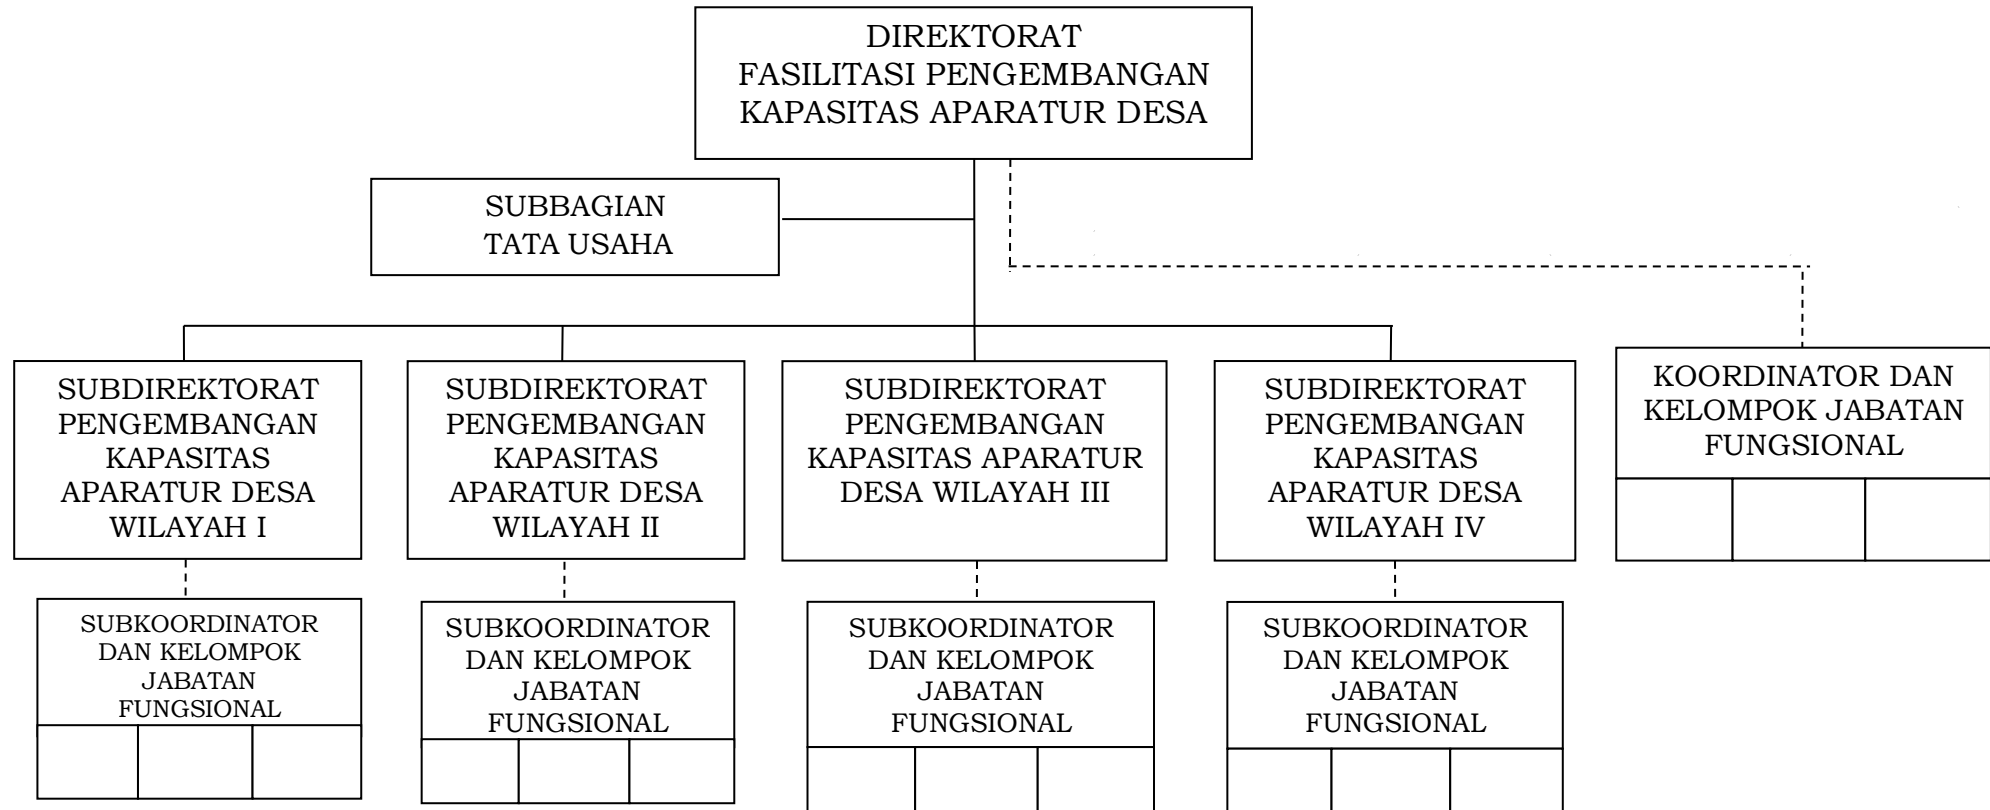 DIREKTORAT
FASILITASI PENGEMBANGAN
KAPASITAS APARATUR DESA
SUBBAGIAN
TATA USAHA
SUBDIREKTORAT
PENGEMBANGAN
KAPASITAS
APARATUR DESA
WILAYAH I
SUBDIREKTORAT
PENGEMBANGAN
KAPASITAS
APARATUR DESA
WILAYAH II
SUBDIREKTORAT
PENGEMBANGAN
KAPASITAS APARATUR
DESA WILAYAH III
SUBDIREKTORAT
PENGEMBANGAN
KAPASITAS
APARATUR DESA
WILAYAH IV
KOORDINATOR DAN
KELOMPOK JABATAN
FUNGSIONAL
SUBKOORDINATOR
DAN KELOMPOK
JABATAN
FUNGSIONAL
SUBKOORDINATOR
DAN KELOMPOK
JABATAN
FUNGSIONAL
SUBKOORDINATOR
DAN KELOMPOK
JABATAN
FUNGSIONAL
SUBKOORDINATOR
DAN KELOMPOK
JABATAN
FUNGSIONAL